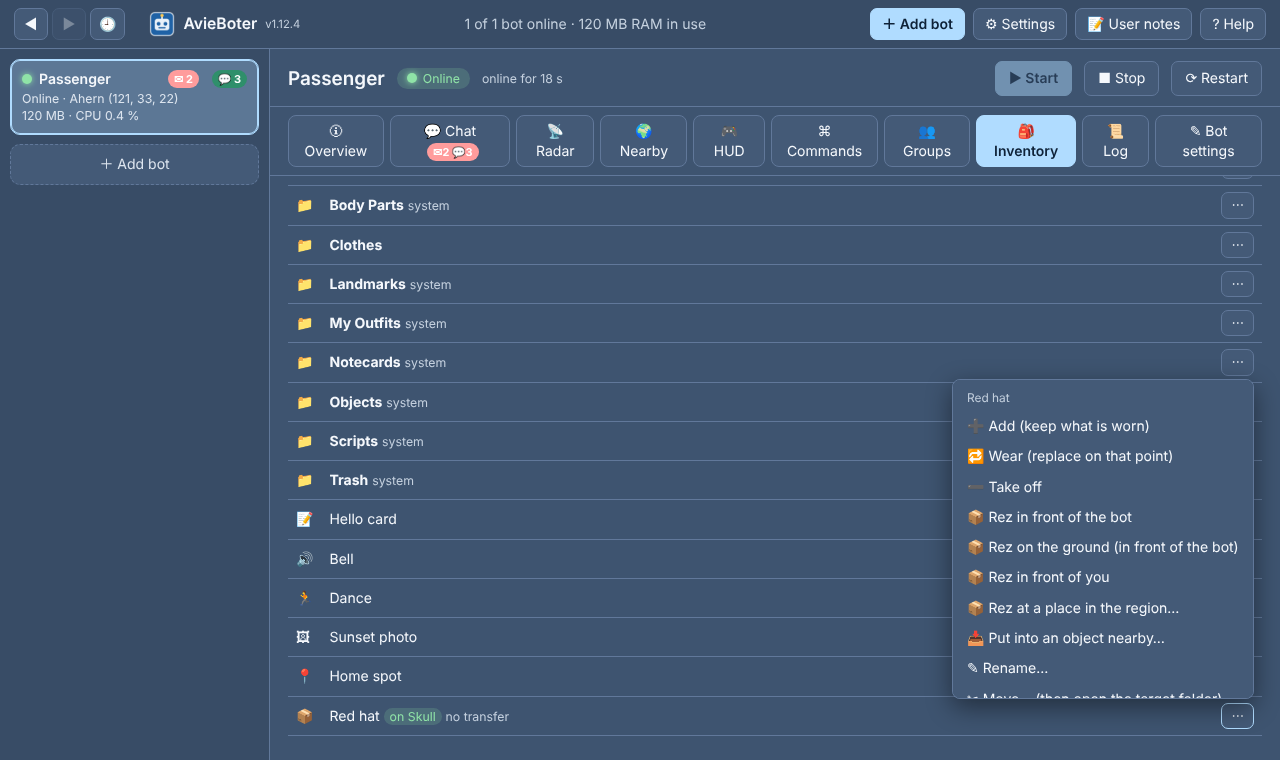 ◀ ▶ 🕘 AvieBoter v1.12.4 1 of 1 bot online · 120 MB RAM in use + Add bot ⚙ Settings 📝 User notes ? Help
Passenger ✉ 2 💬 3
Online · Ahern (121, 33, 22)
120 MB · CPU 0.4 %
+ Add bot
Passenger Online online for 18 s ▶ Start ■ Stop ⟳ Restart
Overview
💬 Chat
✉2 💬3
Radar
Nearby
HUD
⌘
Commands
Groups
Inventory
Log
✎ Bot
settings
Body Parts system ···
Clothes ···
Landmarks system ···
My Outfits system ···
Notecards system ···
Objects system
Scripts system
Trash system
Hello card
Bell
Dance
Sunset photo
Home spot
Red hat on Skull no transfer ···
Red hat
➕ Add (keep what is worn)
🔁 Wear (replace on that point)
➖ Take off
📦 Rez in front of the bot
📦 Rez on the ground (in front of the bot)
📦 Rez in front of you
📦 Rez at a place in the region…
📥 Put into an object nearby…
✎ Rename…
Move… (then open the target folder)